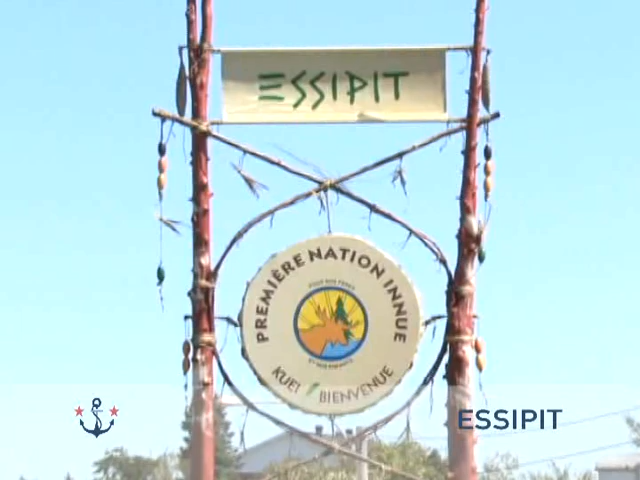 ESSIPIT
PREMIÈRE NATION INNUE
KUEI BIENVENUE
ESSIPIT